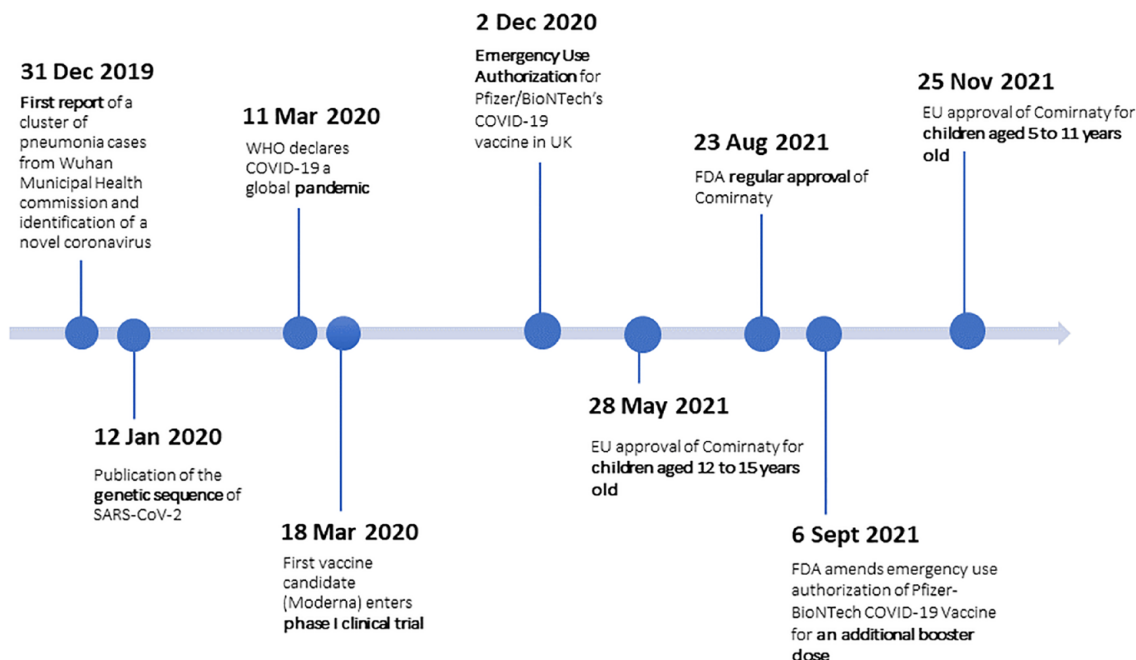 31 Dec 2019
First report of a
cluster of
pneumonia cases
from Wuhan
Municipal Health
commission and
identification of a
novel coronavirus
12 Jan 2020
Publication of the
genetic sequence of
SARS-CoV-2
11 Mar 2020
WHO declares
COVID-19 a
global pandemic
18 Mar 2020
First vaccine
candidate
(Moderna) enters
phase I clinical trial
2 Dec 2020
Emergency Use
Authorization for
Pfizer/BioNTech's
COVID-19
vaccine in UK
28 May 2021
EU approval of Comirnaty for
children aged 12 to 15 years
old
23 Aug 2021
FDA regular approval of
Comirnaty
6 Sept 2021
FDA amends emergency use
authorization of Pfizer-
BioNTech COVID-19 Vaccine
for an additional booster
dose
25 Nov 2021
EU approval of Comirnaty for
children aged 5 to 11 years
old